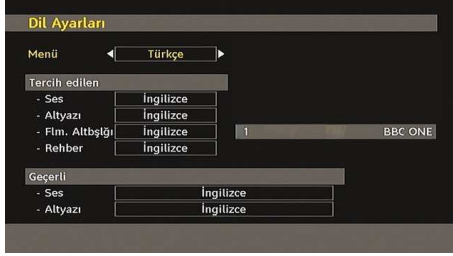 Dil Ayarları
Menü Türkçe
Tercih edilen
- Ses İngilizce
- Altyazı İngilizce
- Flm. Altbşlğı İngilizce
1 BBC ONE
- Rehber İngilizce
Geçerli
- Ses İngilizce
- Altyazı İngilizce